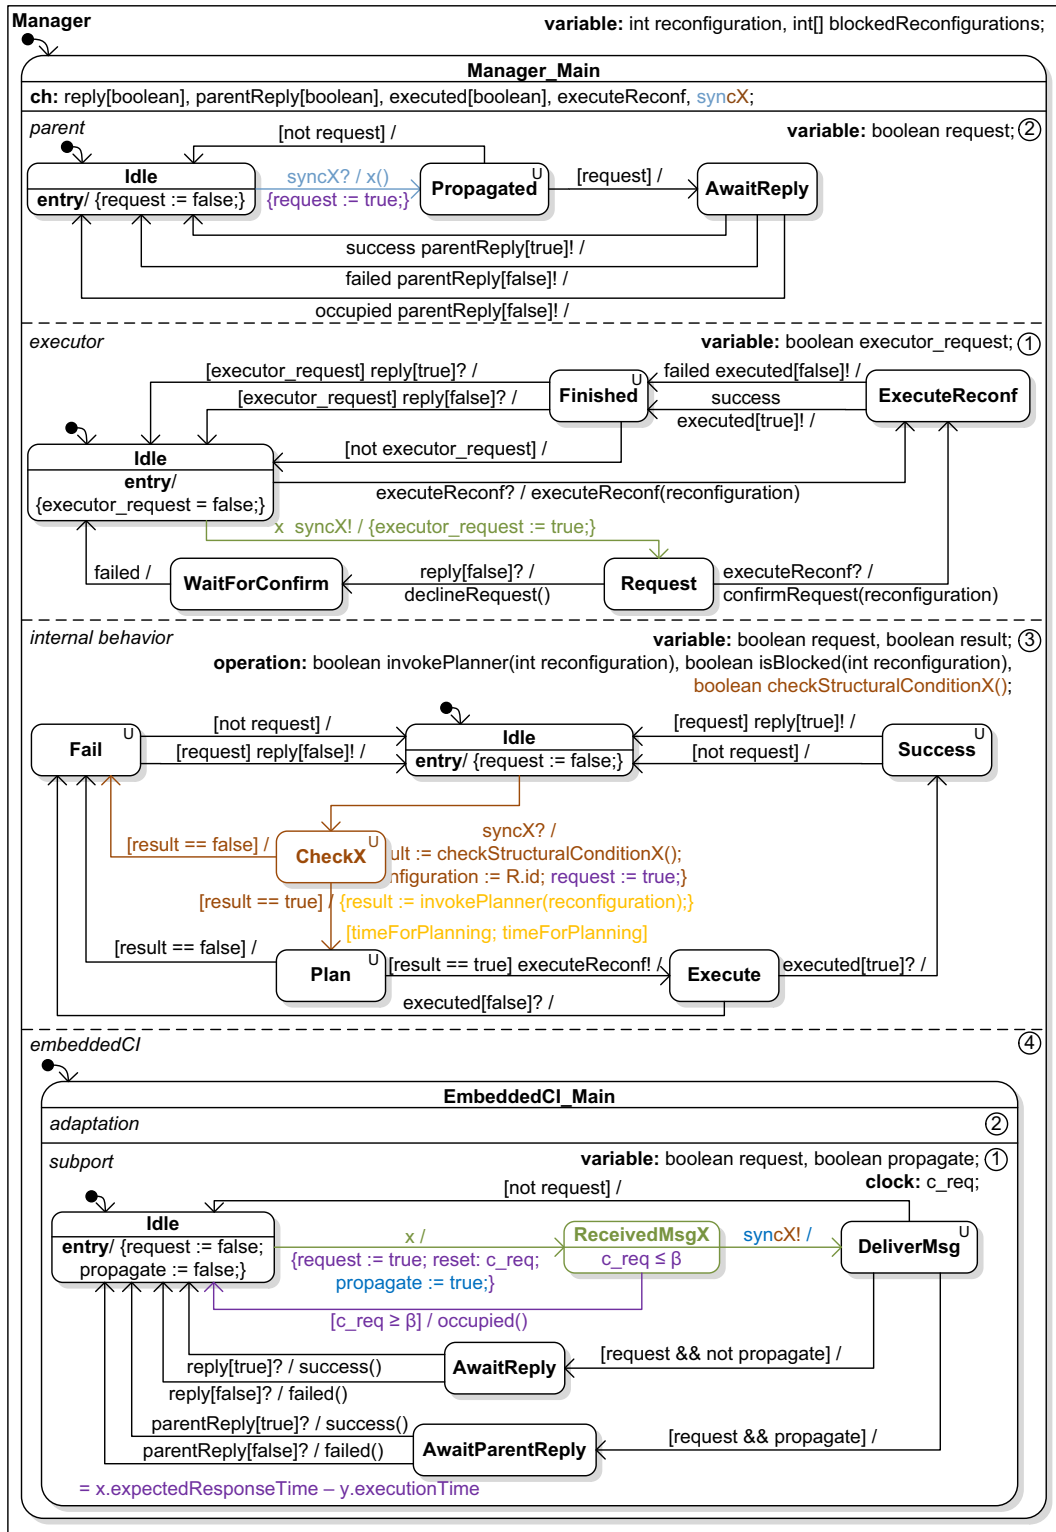 Manager
variable: int reconfiguration, int[] blockedReconfigurations;
Manager_Main
ch: reply[boolean], parentReply[boolean], executed[boolean], executeReconf, syncX;
parent
[not request] /
variable: boolean request; 2
Idle
entry/ {request := false;}
syncX? / x()
{request := true;}
Propagated
U
[request] /
AwaitReply
success parentReply[true]! /
failed parentReply[false]! /
occupied parentReply[false]! /
executor
variable: boolean executor_request; 1
[executor_request] reply[true]? /
[executor_request] reply[false]? /
Finished
U
failed executed[false]! /
success
executed[true]! /
ExecuteReconf
[not executor_request] /
Idle
entry/
{executor_request = false;}
executeReconf? / executeReconf(reconfiguration)
x syncX! / {executor_request := true;}
failed /
WaitForConfirm
reply[false]? /
declineRequest()
Request
executeReconf? /
confirmRequest(reconfiguration)
internal behavior
variable: boolean request, boolean result; 3
operation: boolean invokePlanner(int reconfiguration), boolean isBlocked(int reconfiguration),
boolean checkStructuralConditionX();
Fail
U
[not request] /
[request] reply[false]! /
Idle
entry/ {request := false;}
[request] reply[true]! /
[not request] /
Success
U
[result == false] /
CheckX
U
syncX? /
ult := checkStructuralConditionX();
nfiguration := R.id; request := true;}
[result == true] / {result := invokePlanner(reconfiguration);}
[timeForPlanning; timeForPlanning]
[result == false] /
Plan
U
[result == true] executeReconf! /
Execute
executed[true]? /
executed[false]? /
embeddedCI
4
EmbeddedCI_Main
adaptation
2
subport
variable: boolean request, boolean propagate; 1
clock: c_req;
[not request] /
Idle
entry/ {request := false;
propagate := false;}
x /
{request := true; reset: c_req;
propagate := true;}
ReceivedMsgX
c_req ≤ β
syncX! /
DeliverMsg
U
[c_req ≥ β] / occupied()
reply[true]? / success()
reply[false]? / failed()
AwaitReply
[request && not propagate] /
parentReply[true]? / success()
parentReply[false]? / failed()
AwaitParentReply
[request && propagate] /
= x.expectedResponseTime – y.executionTime